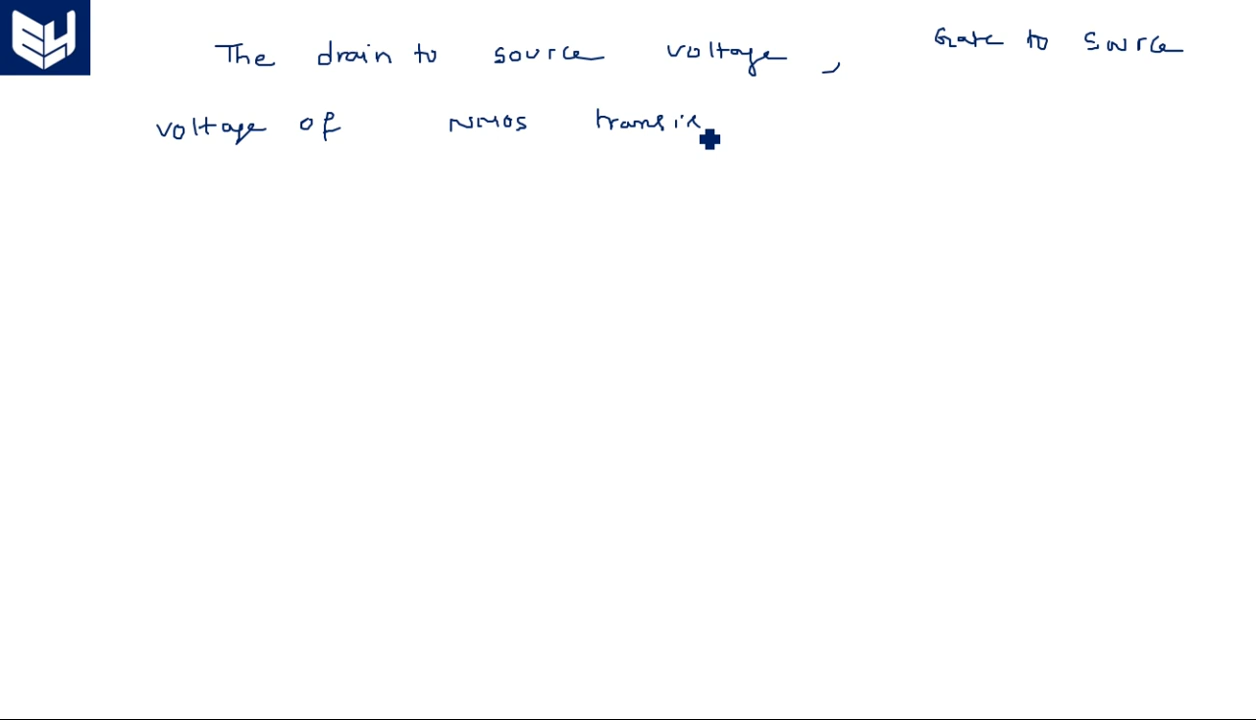 The drain to source voltage, Gate to source
voltage of NMOS transis